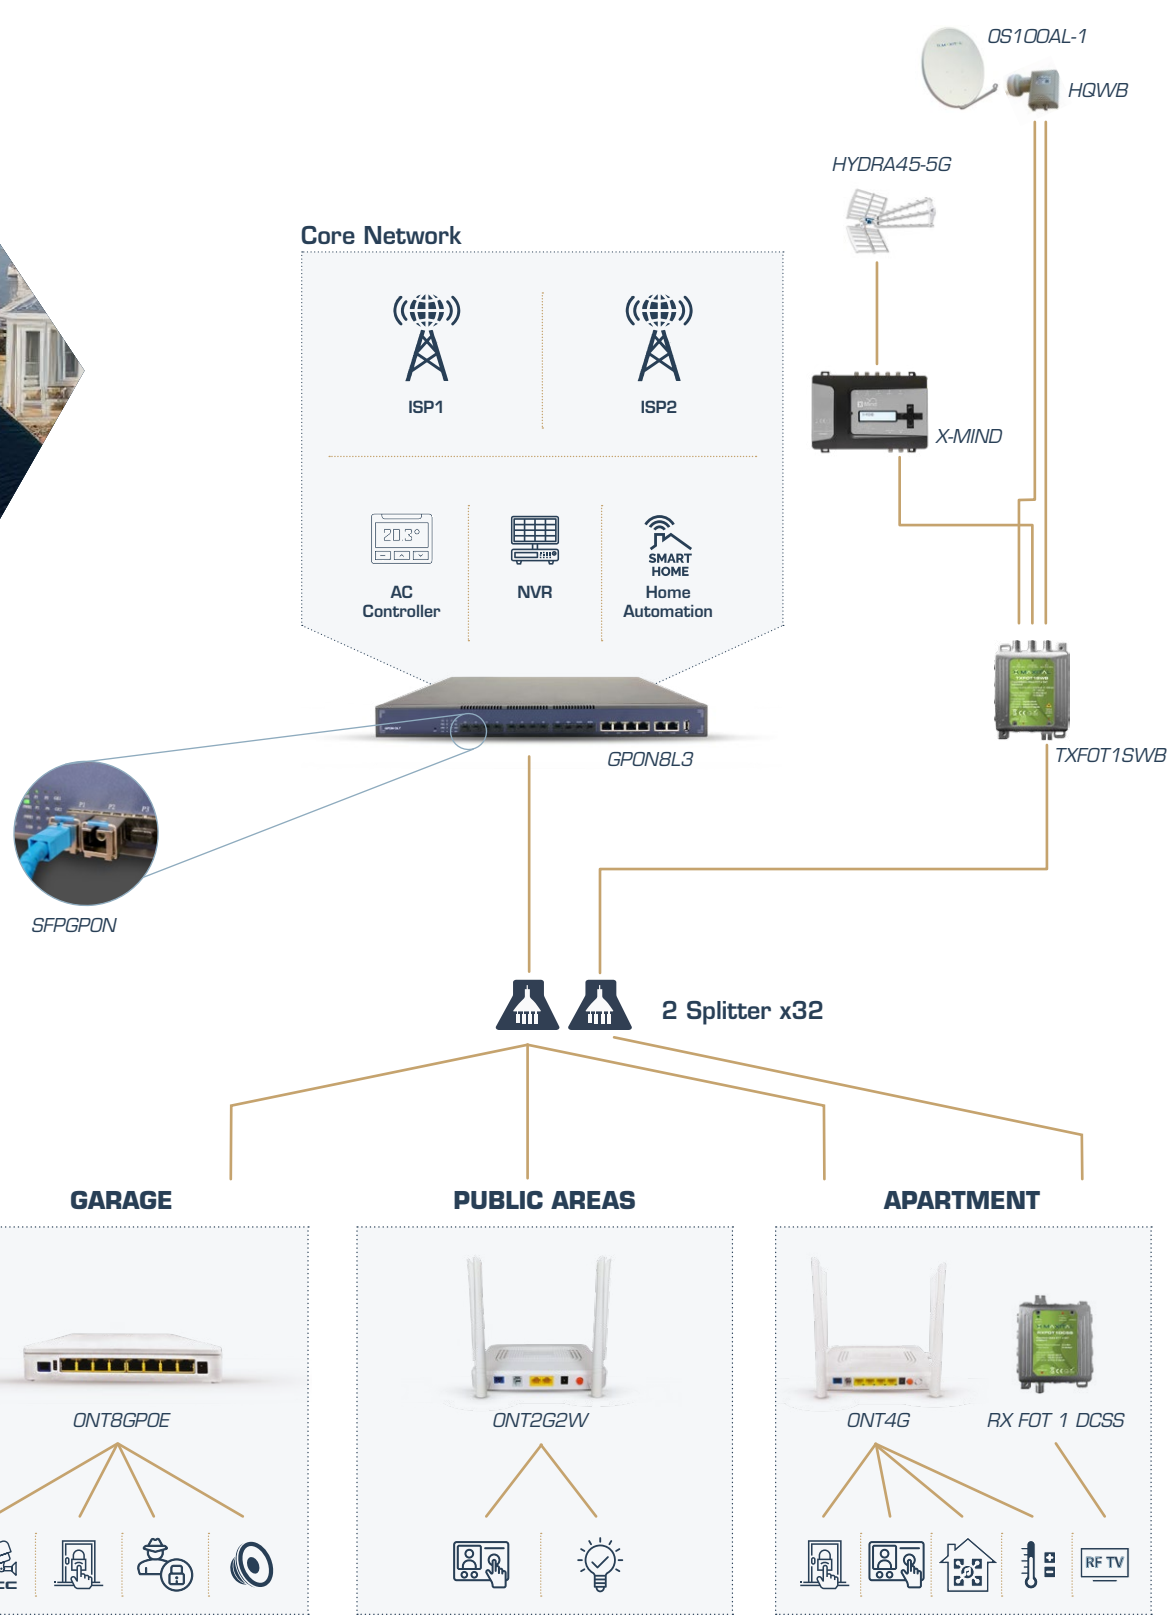 OS100AL-1
HQWB
HYDRA45-5G
Core Network
ISP1
ISP2
X-MIND
20.3°
SMART
HOME
AC
Controller
NVR
Home
Automation
GPON8L3
TXFOT1SWB
SFPGPON
2 Splitter x32
GARAGE
PUBLIC AREAS
APARTMENT
ONT8GPOE
ONT2G2W
ONT4G
RX FOT 1 DCSS
RF TV